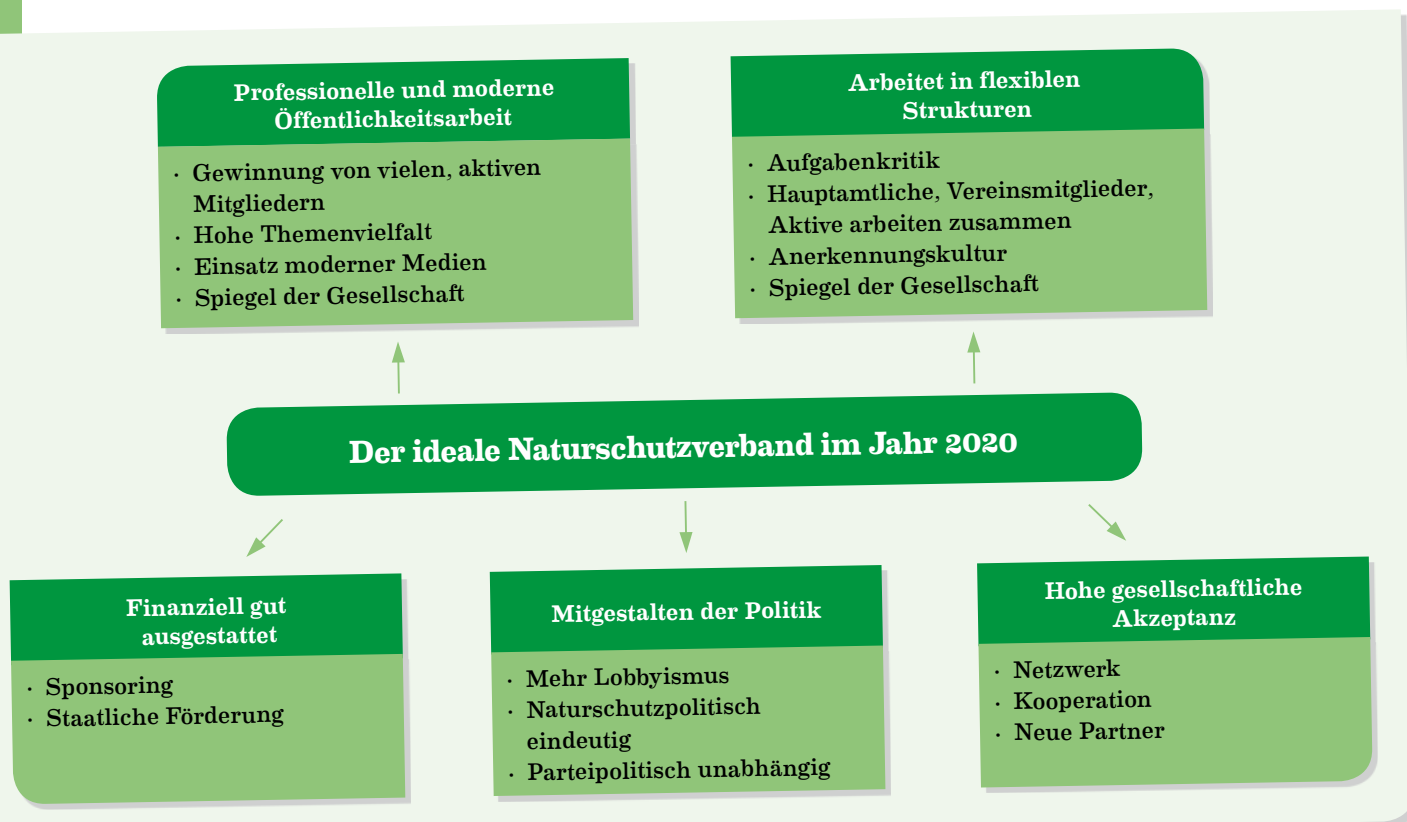 Professionelle und moderne
Öffentlichkeitsarbeit
· Gewinnung von vielen, aktiven
Mitgliedern
· Hohe Themenvielfalt
· Einsatz moderner Medien
· Spiegel der Gesellschaft
Arbeitet in flexiblen
Strukturen
· Aufgabenkritik
· Hauptamtliche, Vereinsmitglieder,
Aktive arbeiten zusammen
· Anerkennungskultur
· Spiegel der Gesellschaft
Der ideale Naturschutzverband im Jahr 2020
Finanziell gut
ausgestattet
· Sponsoring
· Staatliche Förderung
Mitgestalten der Politik
· Mehr Lobbyismus
· Naturschutzpolitisch
eindeutig
· Parteipolitisch unabhängig
Hohe gesellschaftliche
Akzeptanz
· Netzwerk
· Kooperation
· Neue Partner